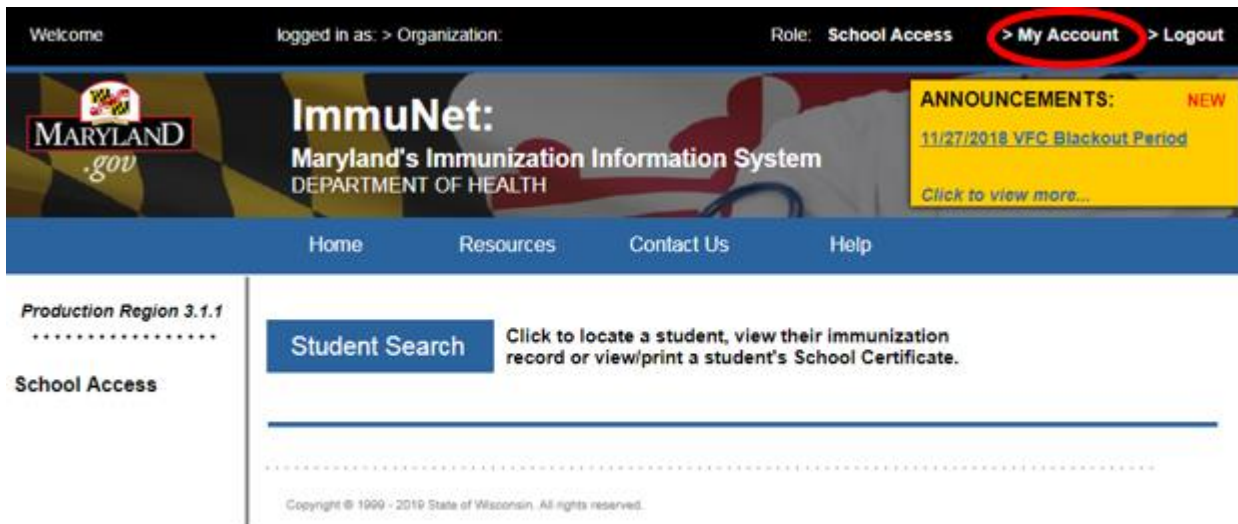 Welcome logged in as: > Organization: Role: School Access > My Account > Logout
MARYLAND
.gov
ImmuNet:
Maryland's Immunization Information System
DEPARTMENT OF HEALTH
ANNOUNCEMENTS: NEW
11/27/2018 VFC Blackout Period
Click to view more...
Home Resources Contact Us Help
Production Region 3.1.1
School Access
Student Search
Click to locate a student, view their immunization
record or view/print a student's School Certificate.
Copyright © 1999 - 2019 State of Wisconsin. All rights reserved.